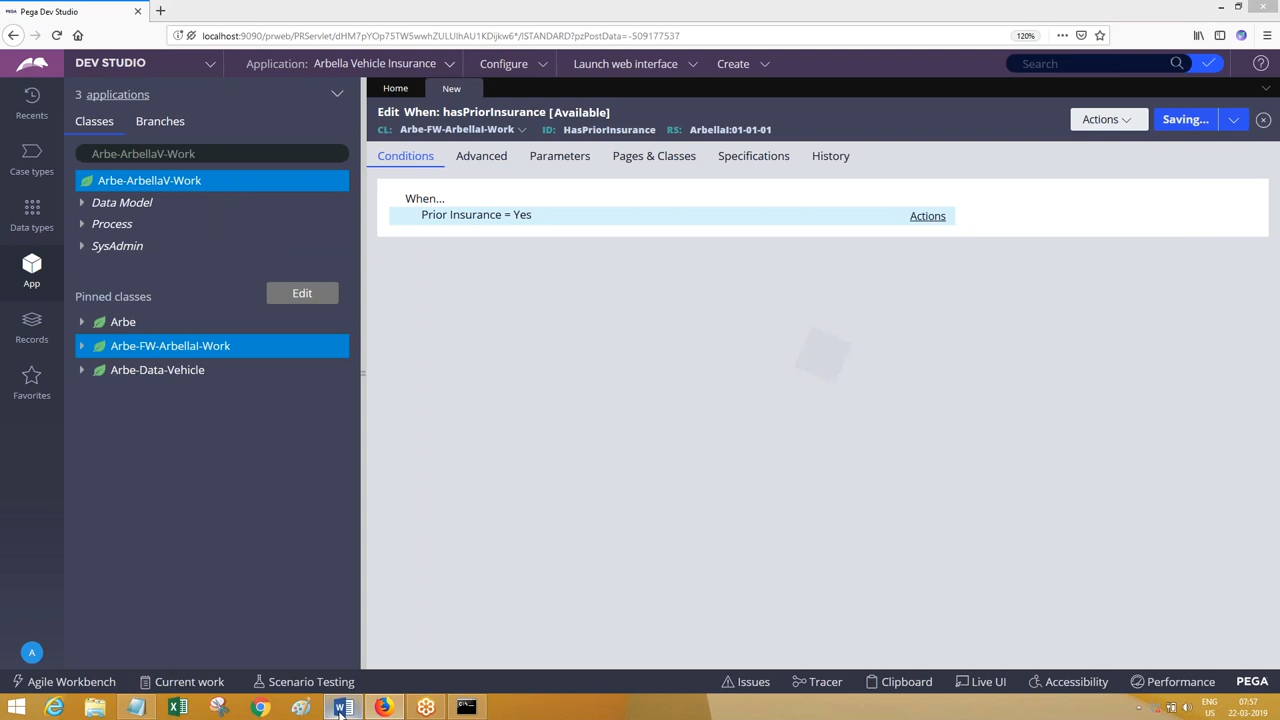 Pega Dev Studio
localhost:9090/prweb/PRServlet/dHM7pYOp75TW5wwhZULUlhAU1KDijkw6*/!STANDARD?pzPostData=-509177537
120%
DEV STUDIO
Application: Arbella Vehicle Insurance
Configure
Launch web interface
Create
Search
Recents
Case types
Data types
App
Records
Favorites
A
3 applications
Classes
Branches
Arbe-ArbellaV-Work
Arbe-ArbellaV-Work
Data Model
Process
SysAdmin
Pinned classes
Edit
Arbe
Arbe-FW-ArbellaI-Work
Arbe-Data-Vehicle
Home
New
Edit When: hasPriorInsurance [Available]
CL: Arbe-FW-ArbellaI-Work ID: HasPriorInsurance RS: ArbellaI:01-01-01
Actions
Saving...
Conditions
Advanced
Parameters
Pages & Classes
Specifications
History
When...
Prior Insurance = Yes
Actions
Agile Workbench
Current work
Scenario Testing
Issues
Tracer
Clipboard
Live UI
Accessibility
Performance
PEGA
ENG
US
07:57
22-03-2019